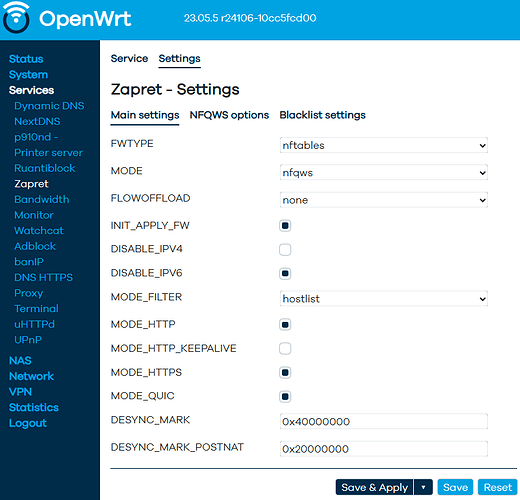 OpenWrt
23.05.5 r24106-10cc5fcd00
Status
System
Services
Dynamic DNS
NextDNS
p910nd -
Printer server
Ruantiblock
Zapret
Bandwidth
Monitor
Watchcat
Adblock
banIP
DNS HTTPS
Proxy
Terminal
uHTTPd
UPnP
NAS
Network
VPN
Statistics
Logout
Service Settings
Zapret - Settings
Main settings NFQWS options Blacklist settings
FWTYPE nftables
MODE nfqws
FLOWOFFLOAD none
INIT_APPLY_FW
DISABLE_IPV4
DISABLE_IPV6
MODE_FILTER hostlist
MODE_HTTP
MODE_HTTP_KEEPALIVE
MODE_HTTPS
MODE_QUIC
DESYNC_MARK 0x40000000
DESYNC_MARK_POSTNAT 0x20000000
Save & Apply Save Reset